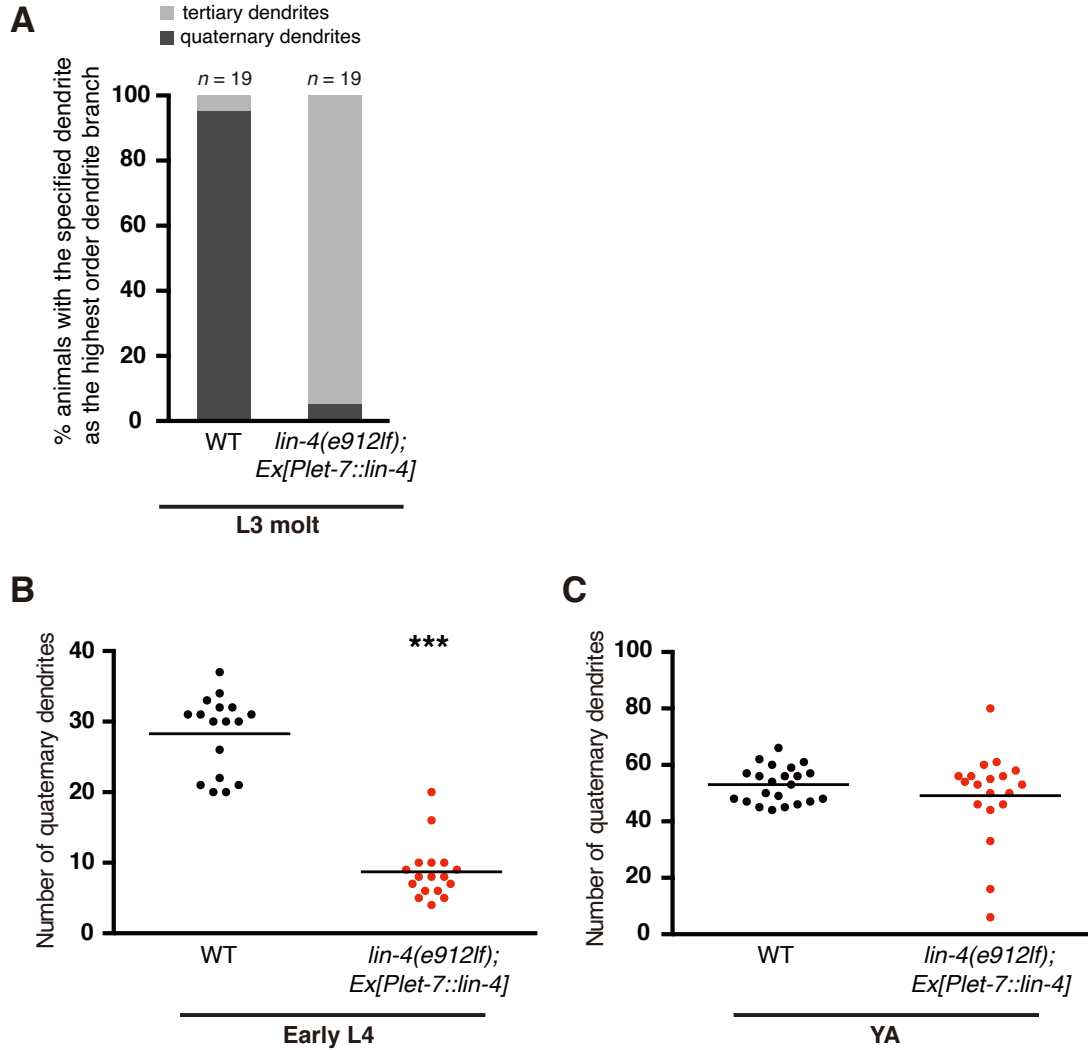 A
tertiary dendrites
quaternary dendrites
n = 19 n = 19
% animals with the specified dendrite
as the highest order dendrite branch
100
80
60
40
20
0
WT
lin-4(e912lf);
Ex[Plet-7::lin-4]
L3 molt
B
Number of quaternary dendrites
40
30
20
10
0
***
WT
lin-4(e912lf);
Ex[Plet-7::lin-4]
Early L4
C
Number of quaternary dendrites
100
80
60
40
20
0
WT
lin-4(e912lf);
Ex[Plet-7::lin-4]
YA